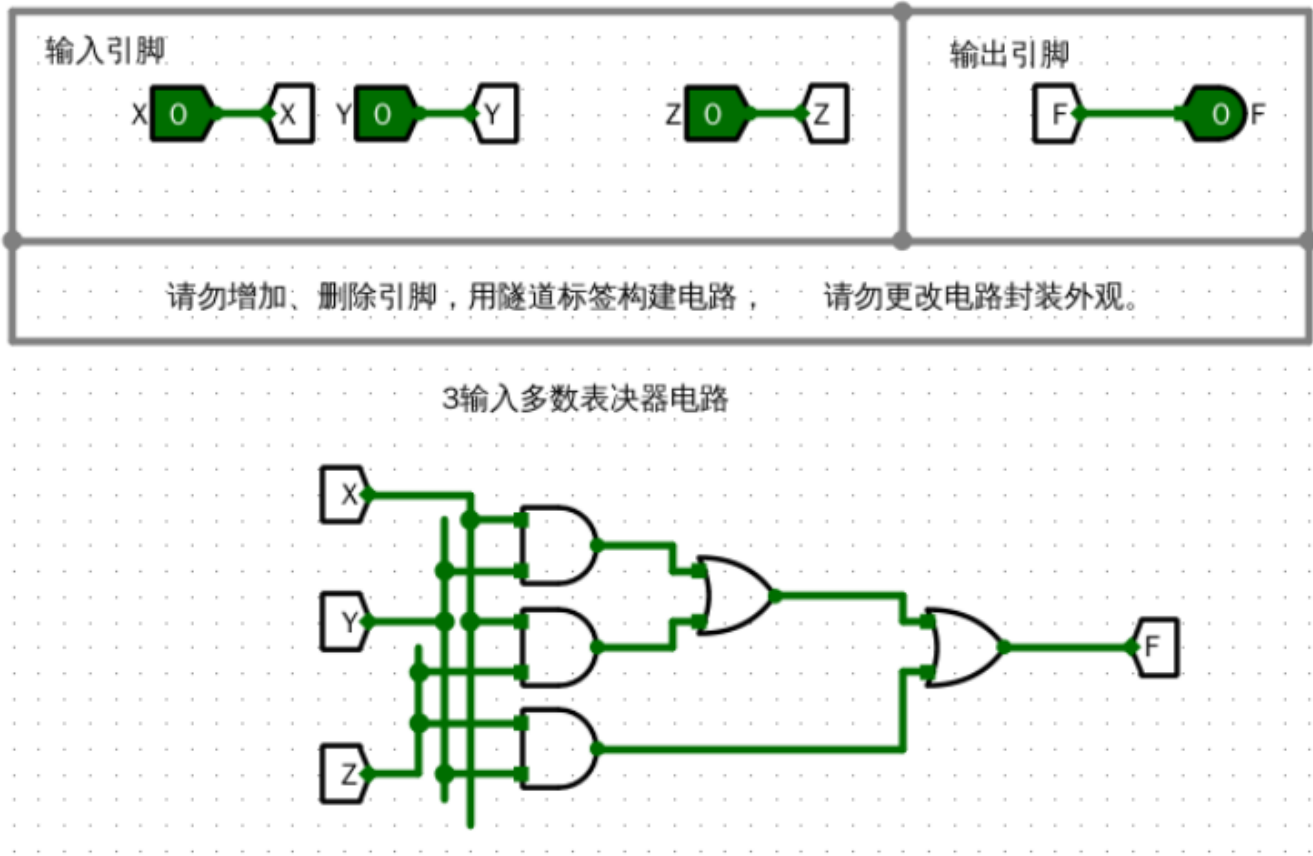 输入引脚
输出引脚
X 0 X Y 0 Y Z 0 Z F 0 F
请勿增加、删除引脚，用隧道标签构建电路， 请勿更改电路封装外观。
3输入多数表决器电路
X
Y
F
Z